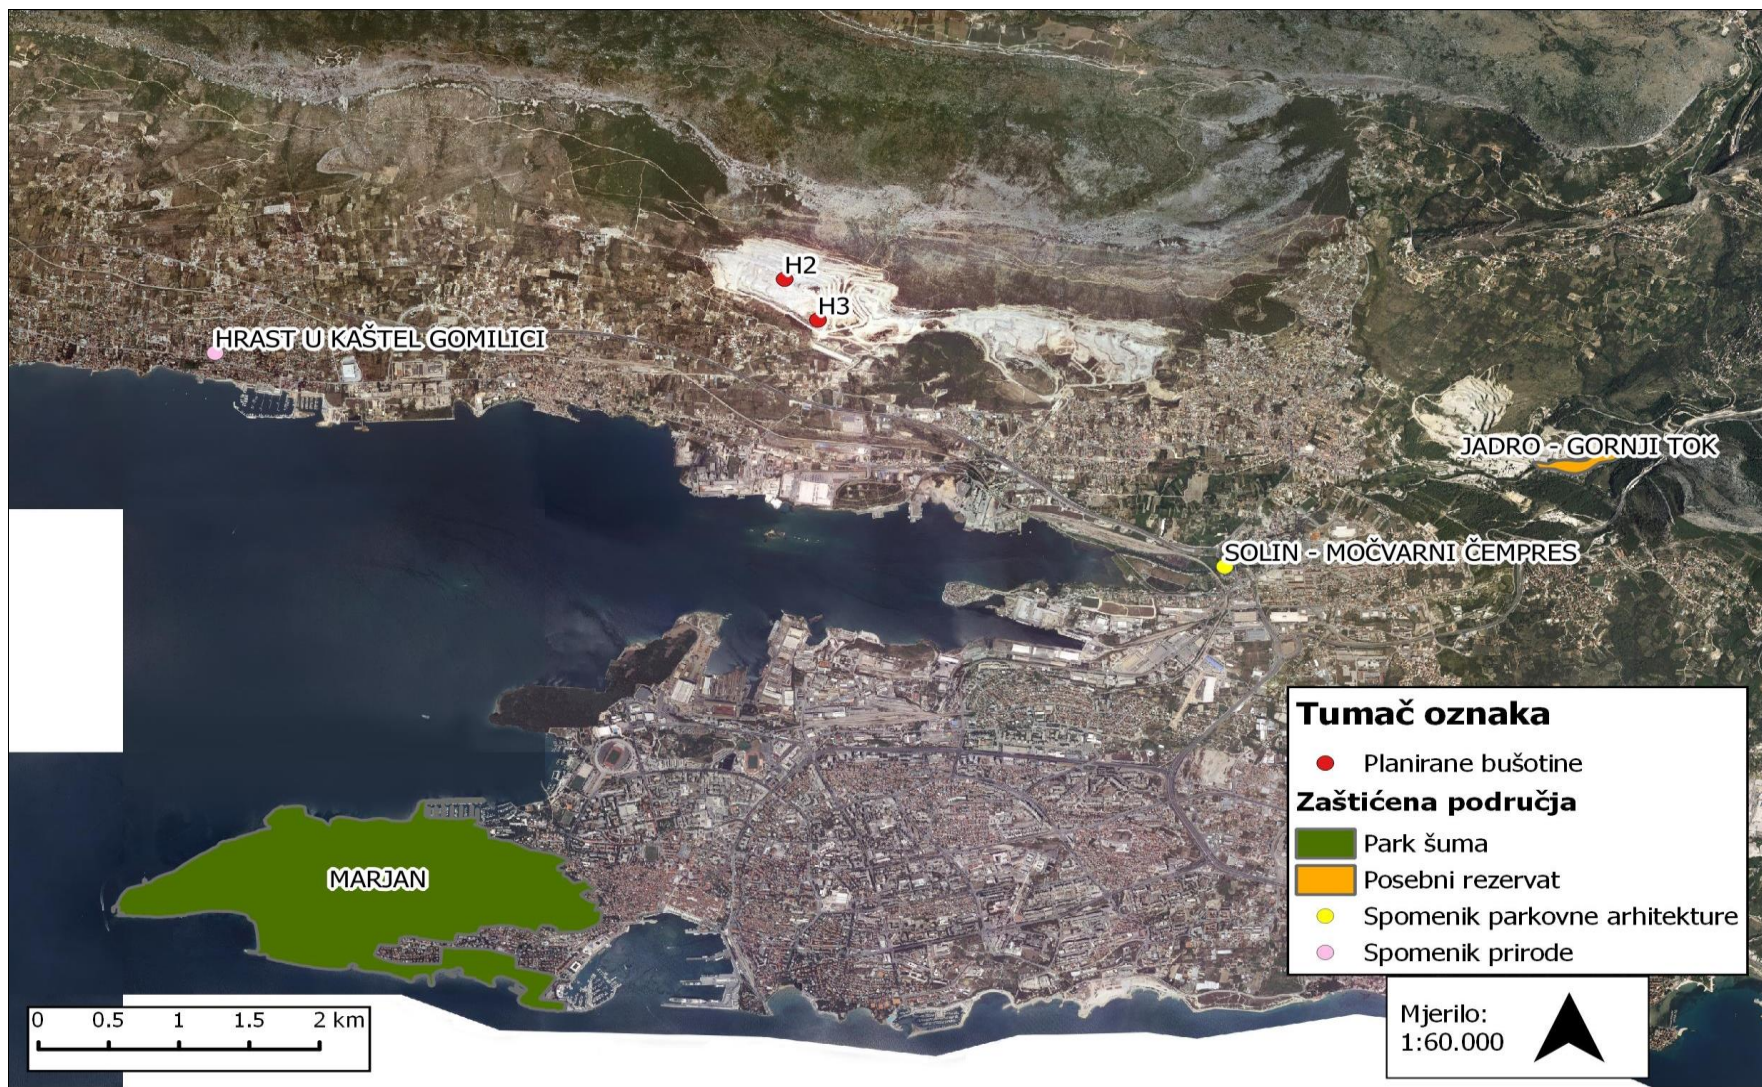 H2
H3
HRAST U KAŠTEL GOMILICI
JADRO - GORNJI TOK
SOLIN - MOČVARNI ČEMPRES
MARJAN
Tumač oznaka
Planirane bušotine
Zaštićena područja
Park šuma
Posebni rezervat
Spomenik parkovne arhitekture
Spomenik prirode
0 0.5 1 1.5 2 km
Mjerilo:
1:60.000